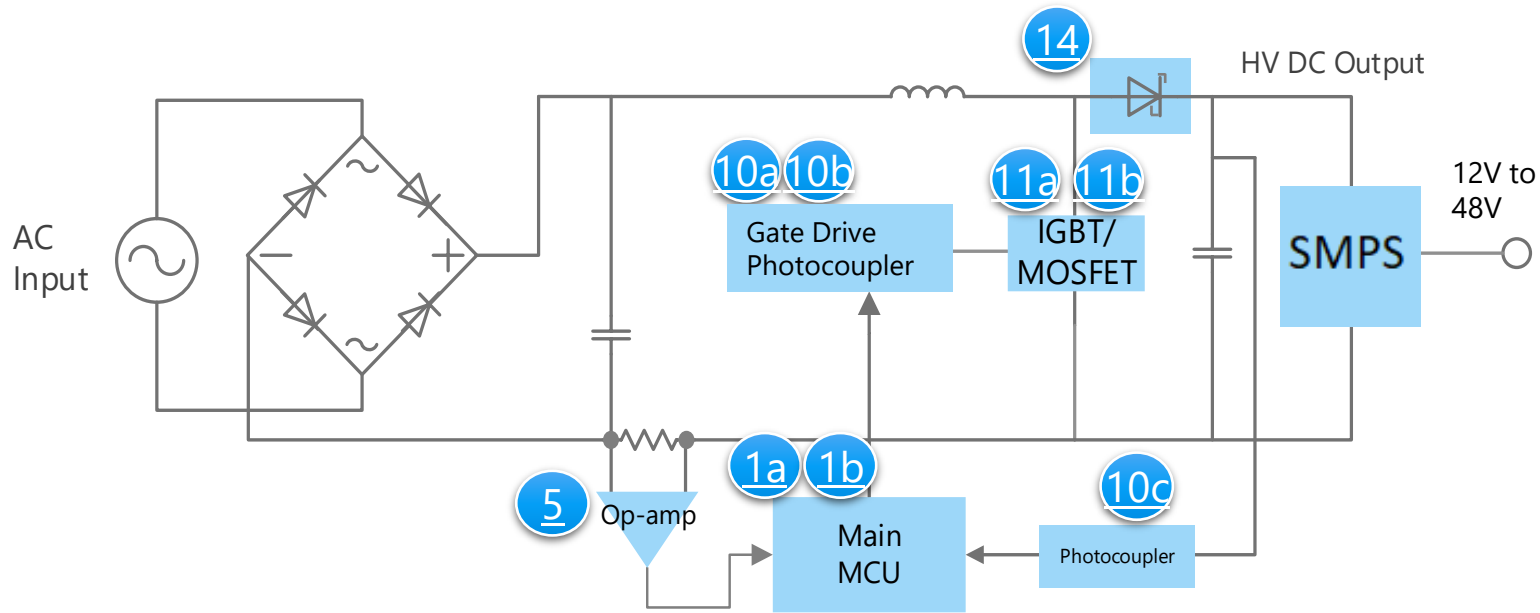 14
HV DC Output
10a
10b
11a
11b
12V to
48V
Gate Drive
Photocoupler
IGBT/
MOSFET
SMPS
AC
Input
1a
1b
10c
5
Op-amp
Main
MCU
Photocoupler